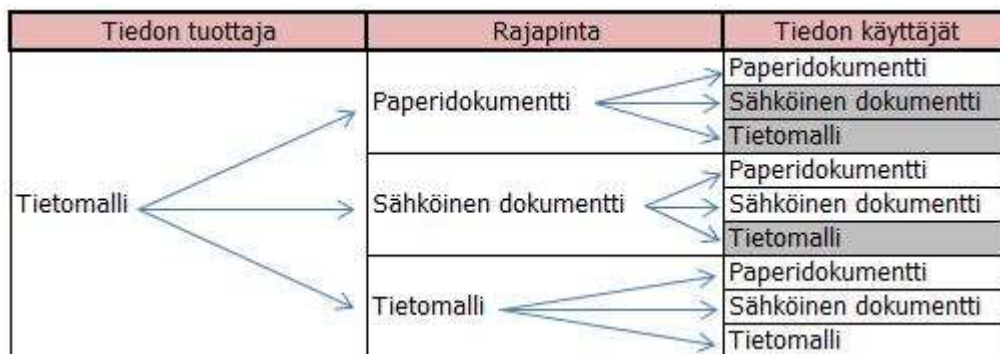 Tiedon tuottaja Rajapinta Tiedon käyttäjät
Paperidokumentti
Paperidokumentti
Sähköinen dokumentti
Tietomalli
Tietomalli
Sähköinen dokumentti
Paperidokumentti
Sähköinen dokumentti
Tietomalli
Tietomalli
Paperidokumentti
Sähköinen dokumentti
Tietomalli